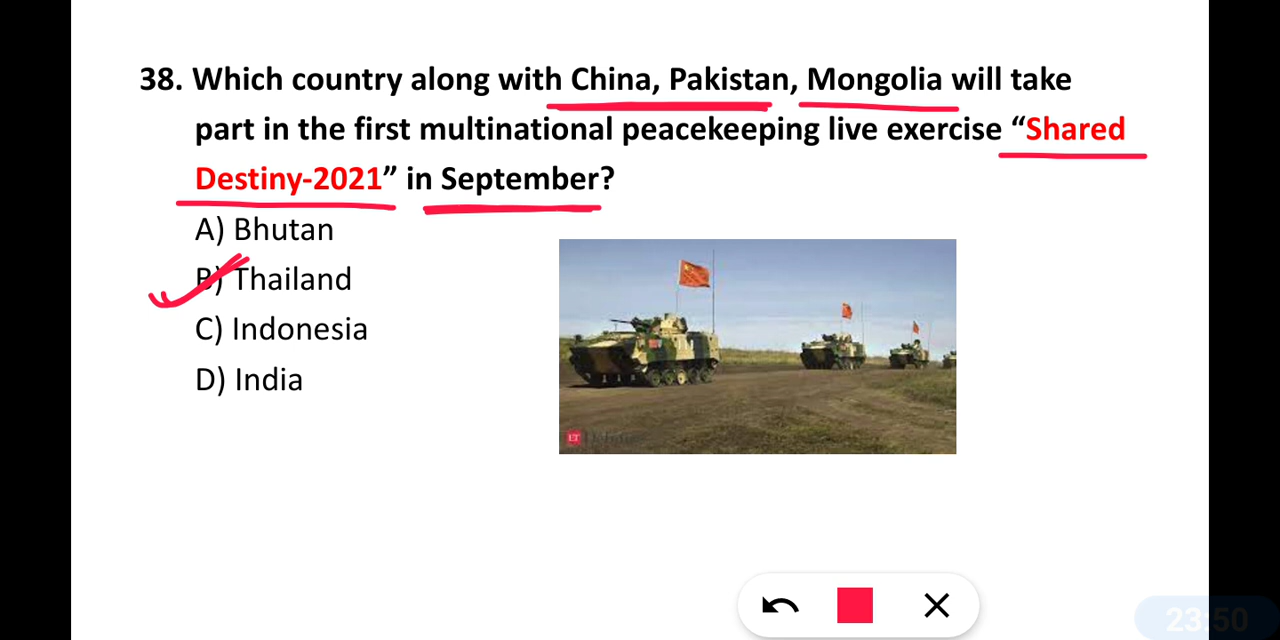 38. Which country along with China, Pakistan, Mongolia will take
part in the first multinational peacekeeping live exercise “Shared
Destiny-2021” in September?
A) Bhutan
B) Thailand
C) Indonesia
D) India
ET
23:50